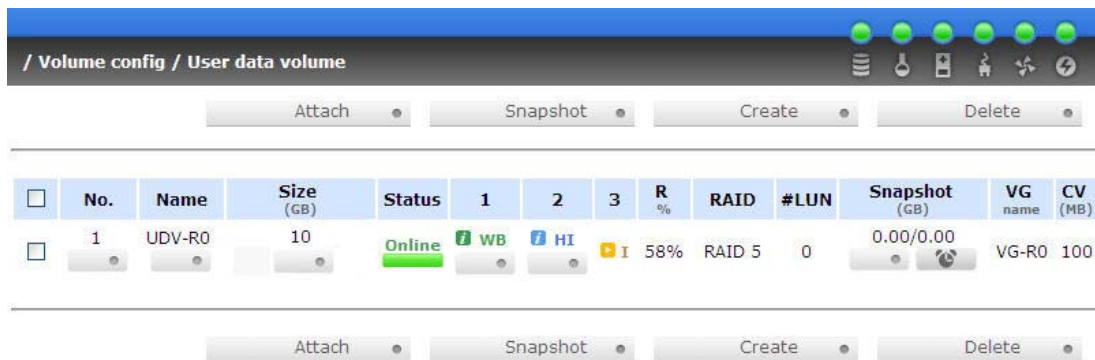 / Volume config / User data volume
Attach Snapshot Create Delete
No. Name Size (GB) Status 1 2 3 R % RAID #LUN Snapshot (GB) VG name CV (MB)
1 UDV-R0 10 Online i WB i HI I 58% RAID 5 0 0.00/0.00 VG-R0 100
Attach Snapshot Create Delete